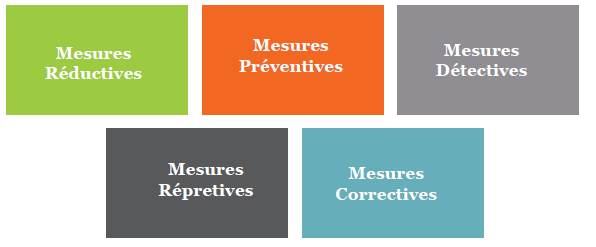 Mesures
Réductives
Mesures
Préventives
Mesures
Détectives
Mesures
Répretives
Mesures
Correctives